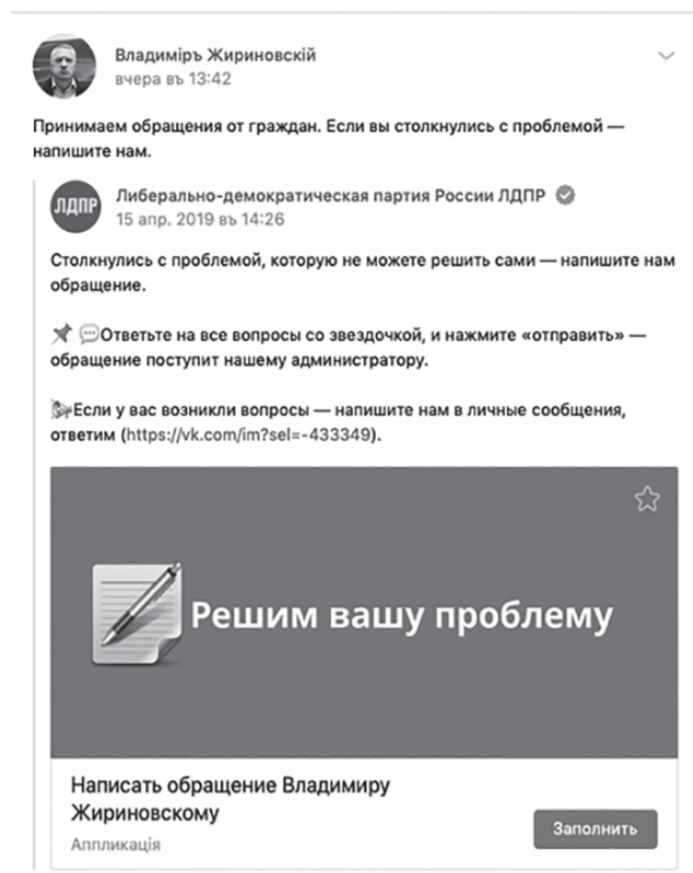 Владиміръ Жириновскій
вчера въ 13:42
Принимаем обращения от граждан. Если вы столкнулись с проблемой —
напишите нам.
ЛДПР
Либерально-демократическая партия России ЛДПР
15 апр. 2019 въ 14:26
Столкнулись с проблемой, которую не можете решить сами — напишите нам
обращение.
📌 💬Ответьте на все вопросы со звездочкой, и нажмите «отправить» —
обращение поступит нашему администратору.
Если у вас возникли вопросы — напишите нам в личные сообщения,
ответим (https://vk.com/im?sel=-433349).
Решим вашу проблему
Написать обращение Владимиру
Жириновскому
Аппликація
Заполнить